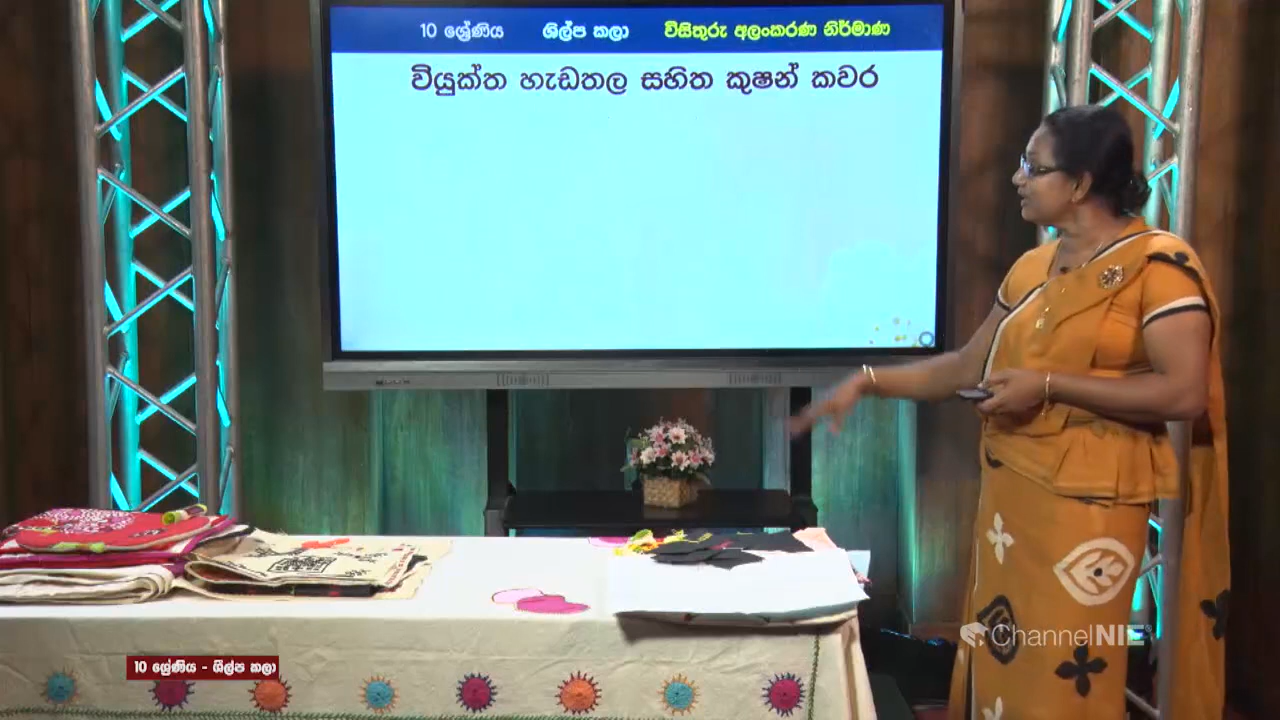 10 ශ්‍රේණිය ශිල්ප කලා විසිතුරු අලංකරණ නිර්මාණ
වියුක්ත හැඩතල සහිත කුෂන් කවර
ChannelNIE
10 ශ්‍රේණිය - ශිල්ප කලා